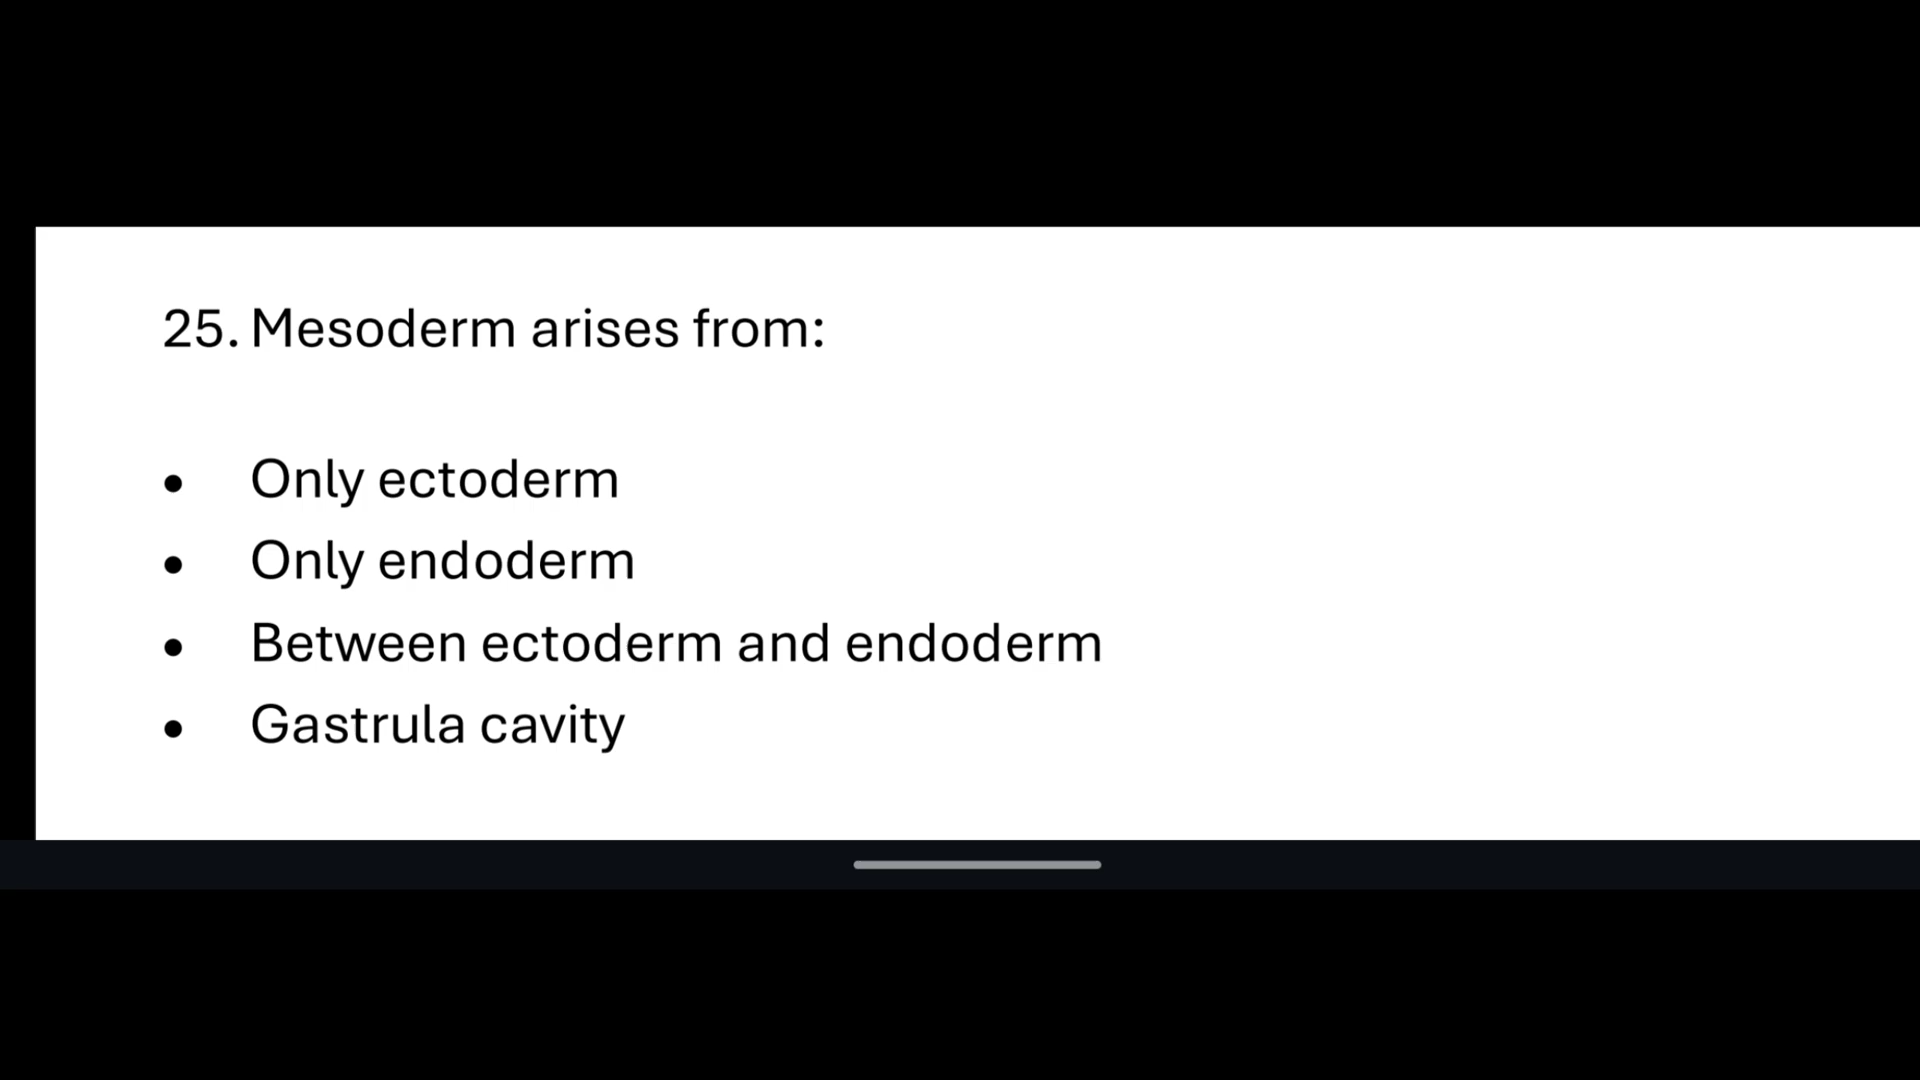 25. Mesoderm arises from:
• Only ectoderm
• Only endoderm
• Between ectoderm and endoderm
• Gastrula cavity